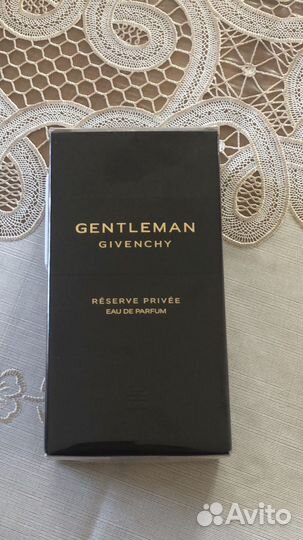 GENTLEMAN
GIVENCHY
RÉSERVE PRIVÉE
EAU DE PARFUM
Avito